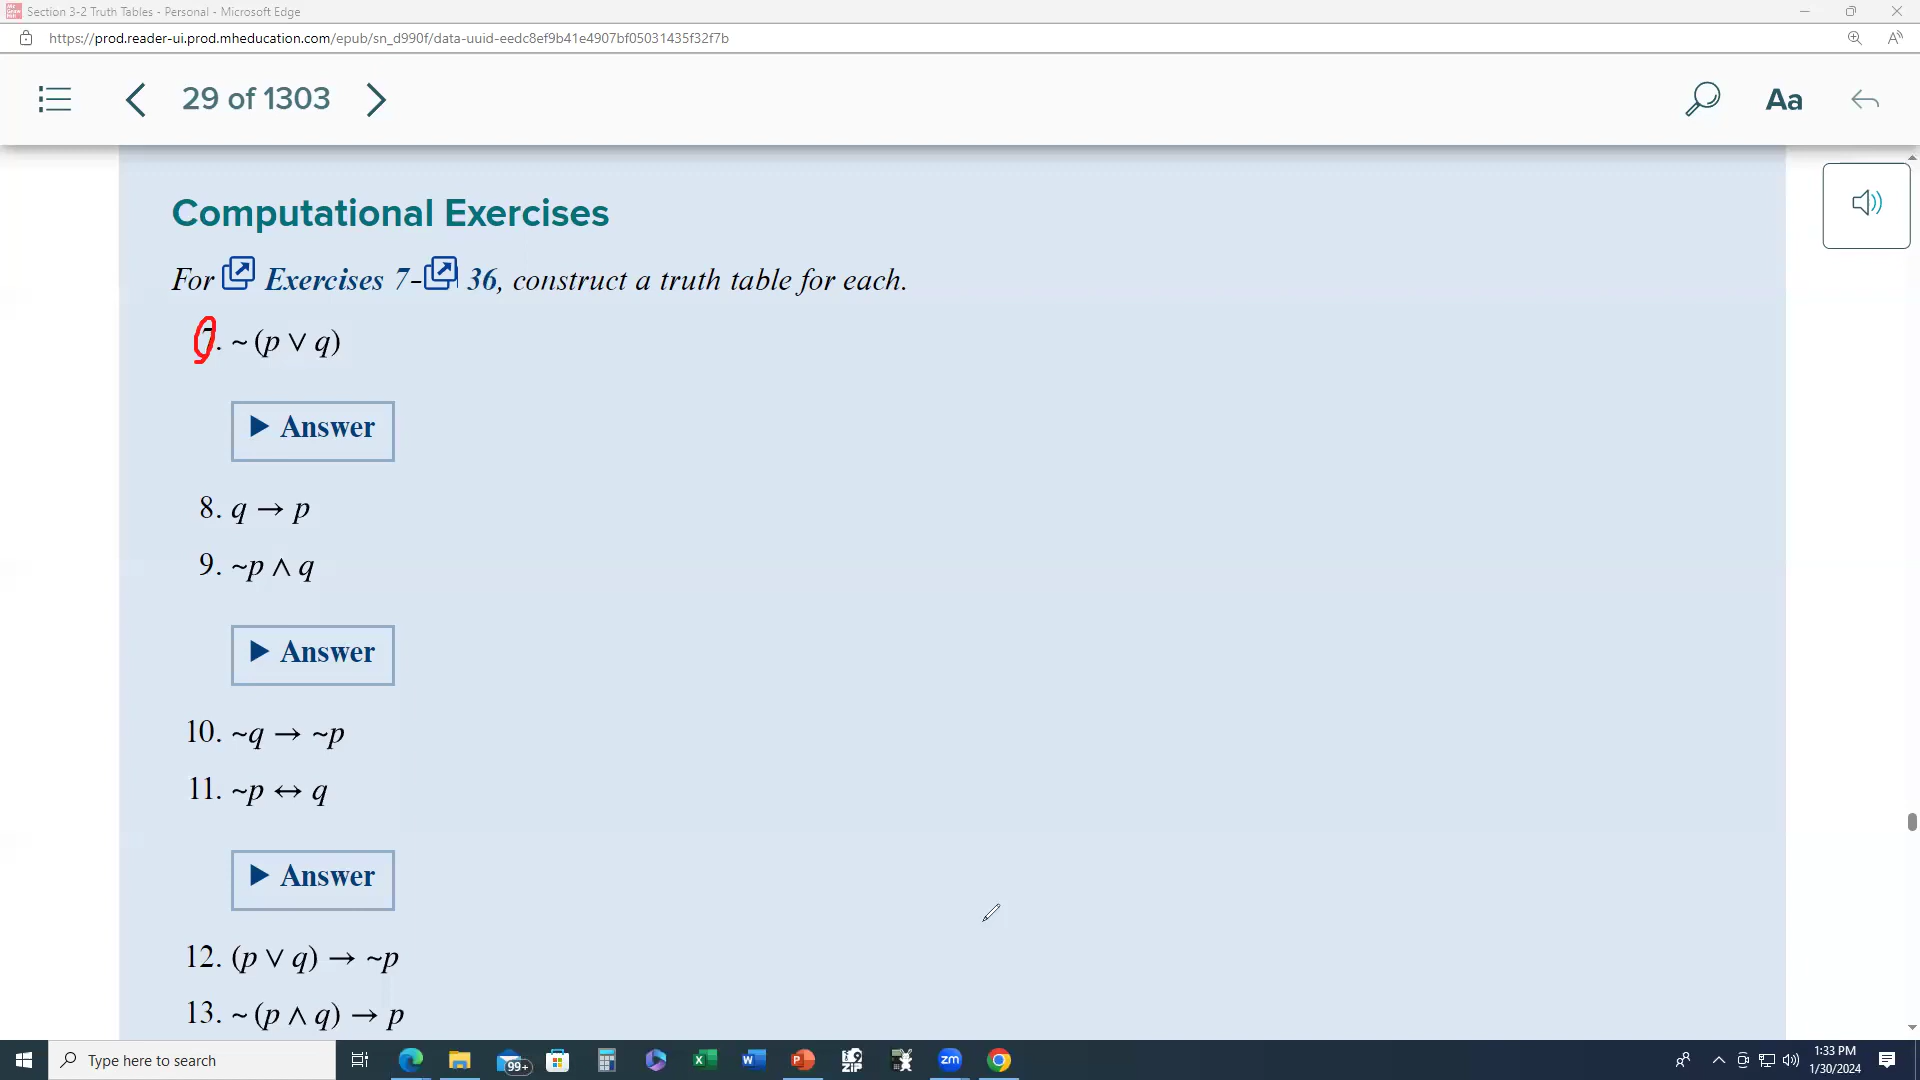 Section 3-2 Truth Tables - Personal - Microsoft Edge
https://prod.reader-ui.prod.mheducation.com/epub/sn_d990f/data-uuid-eedc8ef9b41e4907bf05031435f32f7b
29 of 1303
Aa
Computational Exercises
For Exercises 7–36, construct a truth table for each.
7. ~ (p ∨ q)
Answer
8. q → p
9. ~p ∧ q
Answer
10. ~q → ~p
11. ~p ↔ q
Answer
12. (p ∨ q) → ~p
13. ~ (p ∧ q) → p
Type here to search
99+
zm
1:33 PM
1/30/2024